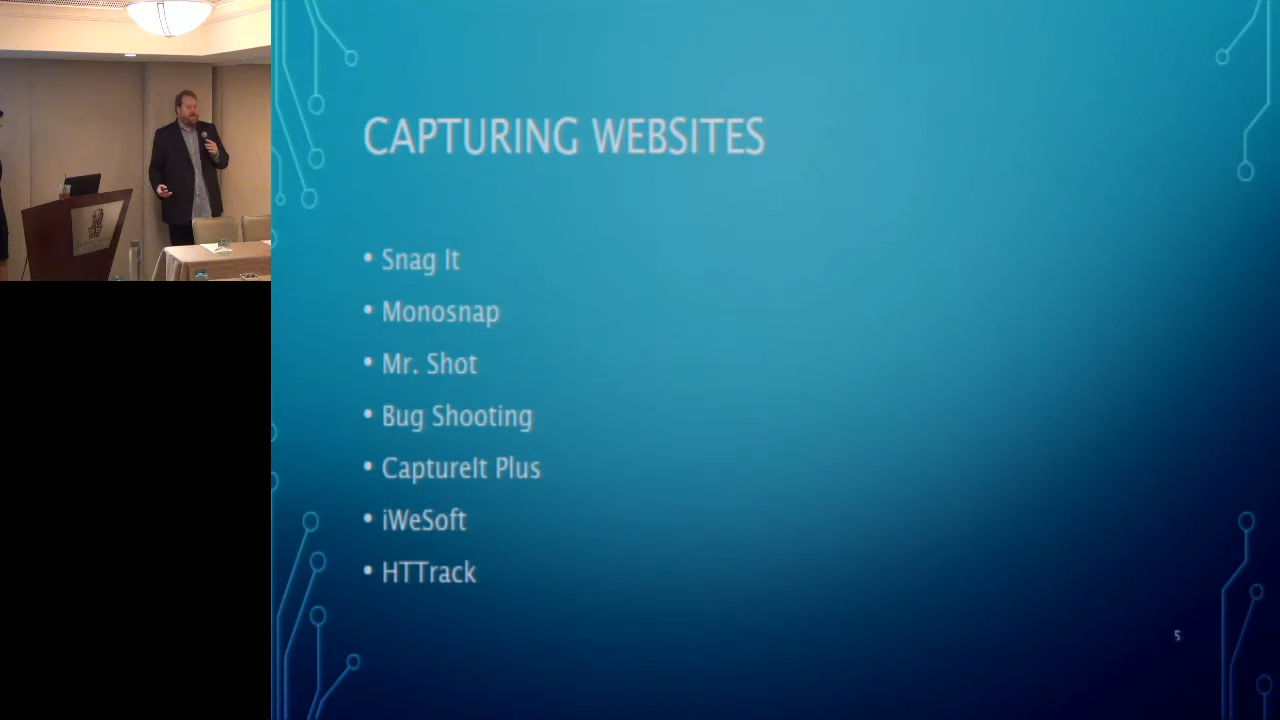 CAPTURING WEBSITES
• Snag It
• Monosnap
• Mr. Shot
• Bug Shooting
• CaptureIt Plus
• iWeSoft
• HTTrack
5